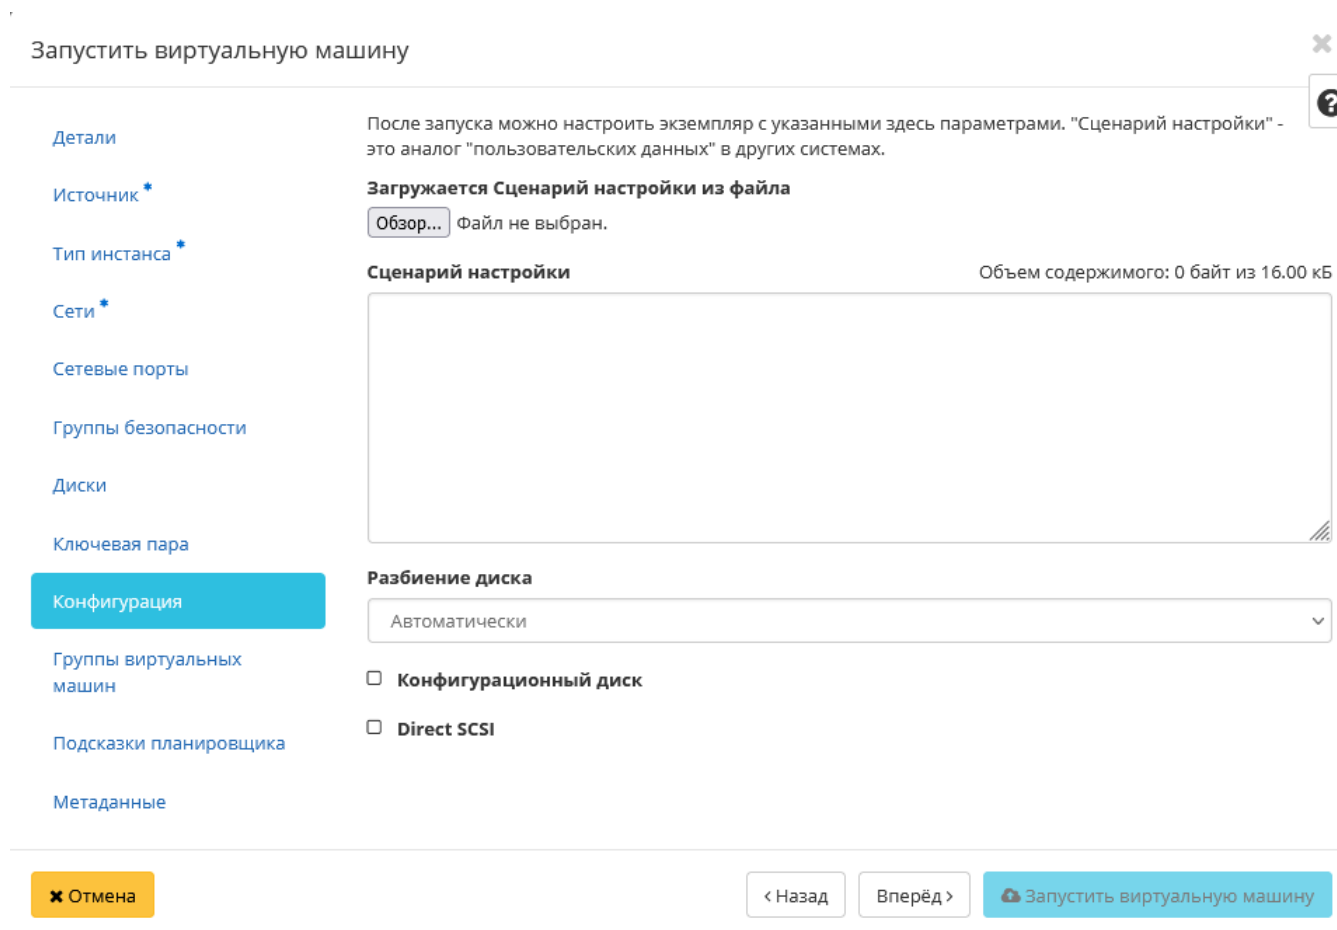 Запустить виртуальную машину
Детали
Источник *
Тип инстанса *
Сети *
Сетевые порты
Группы безопасности
Диски
Ключевая пара
Конфигурация
Группы виртуальных
машин
Подсказки планировщика
Метаданные
После запуска можно настроить экземпляр с указанными здесь параметрами. "Сценарий настройки" -
это аналог "пользовательских данных" в других системах.
Загружается Сценарий настройки из файла
Обзор... Файл не выбран.
Сценарий настройки
Объем содержимого: 0 байт из 16.00 кБ
Разбиение диска
Автоматически
Конфигурационный диск
Direct SCSI
Отмена
Назад
Вперёд
Запустить виртуальную машину